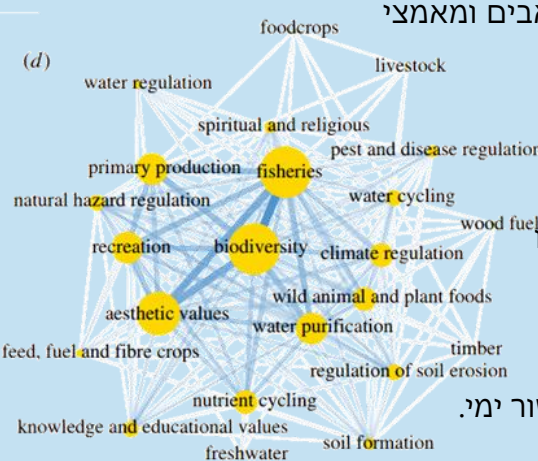 ומאמצי
foodcrops
(d)
livestock
water regulation
spiritual and religious
pest and disease regulation
primary production
fisheries
natural hazard regulation
water cycling
wood fuel
recreation
biodiversity
climate regulation
wild animal and plant foods
aesthetic values
water purification
feed, fuel and fibre crops
timber
regulation of soil erosion
nutrient cycling
ימי.
knowledge and educational values
soil formation
freshwater